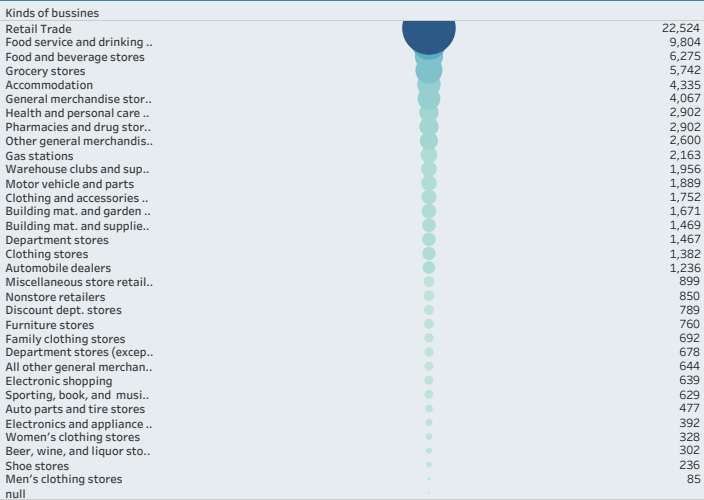 Kinds of bussines
Retail Trade 22,524
Food service and drinking .. 9,804
Food and beverage stores 6,275
Grocery stores 5,742
Accommodation 4,335
General merchandise stor.. 4,067
Health and personal care .. 2,902
Pharmacies and drug stor.. 2,902
Other general merchandis.. 2,600
Gas stations 2,163
Warehouse clubs and sup.. 1,956
Motor vehicle and parts 1,889
Clothing and accessories .. 1,752
Building mat. and garden .. 1,671
Building mat. and supplie.. 1,469
Department stores 1,467
Clothing stores 1,382
Automobile dealers 1,236
Miscellaneous store retail.. 899
Nonstore retailers 850
Discount dept. stores 789
Furniture stores 760
Family clothing stores 692
Department stores (excep.. 678
All other general merchan.. 644
Electronic shopping 639
Sporting, book, and musi.. 629
Auto parts and tire stores 477
Electronics and appliance .. 392
Women's clothing stores 328
Beer, wine, and liquor sto.. 302
Shoe stores 236
Men's clothing stores 85
null